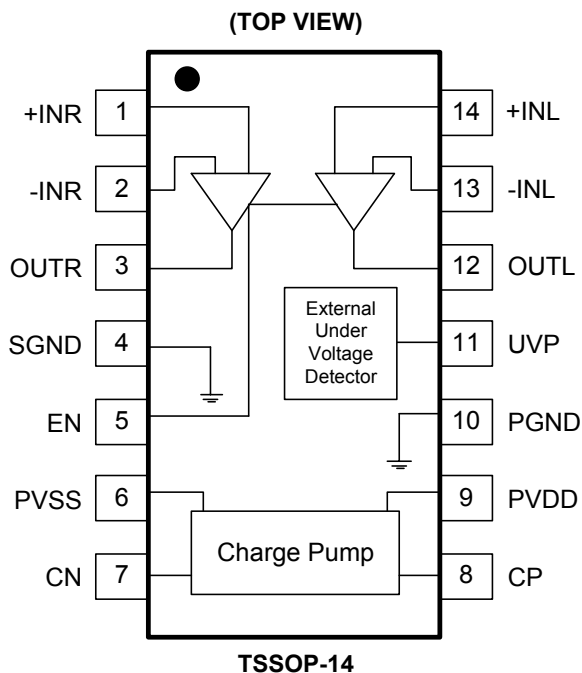 (TOP VIEW)
+INR 1 14 +INL
-INR 2 13 -INL
OUTR 3 12 OUTL
External
Under
Voltage
Detector
SGND 4 11 UVP
EN 5 10 PGND
PVSS 6 9 PVDD
Charge Pump
CN 7 8 CP
TSSOP-14